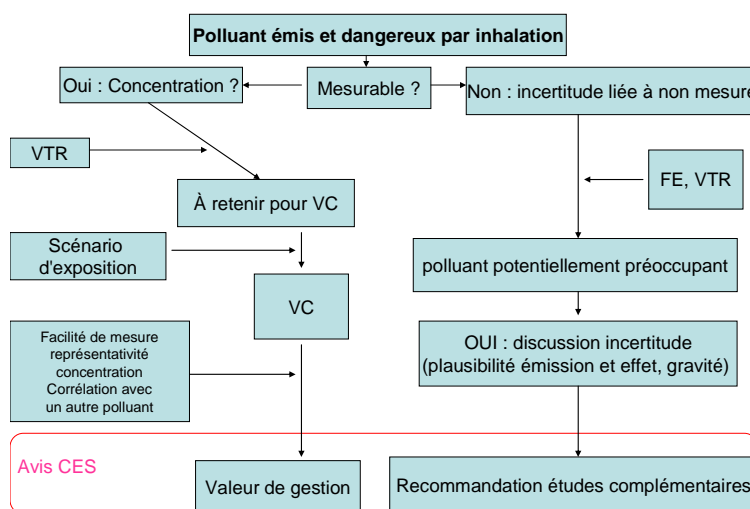 Polluant émis et dangereux par inhalation
Oui : Concentration ?
Mesurable ?
Non : incertitude liée à non mesure
VTR
FE, VTR
À retenir pour VC
Scénario
d'exposition
polluant potentiellement préoccupant
VC
Facilité de mesure
représentativité
concentration
Corrélation avec
un autre polluant
OUI : discussion incertitude
(plausibilité émission et effet, gravité)
Avis CES
Valeur de gestion
Recommandation études complémentaires